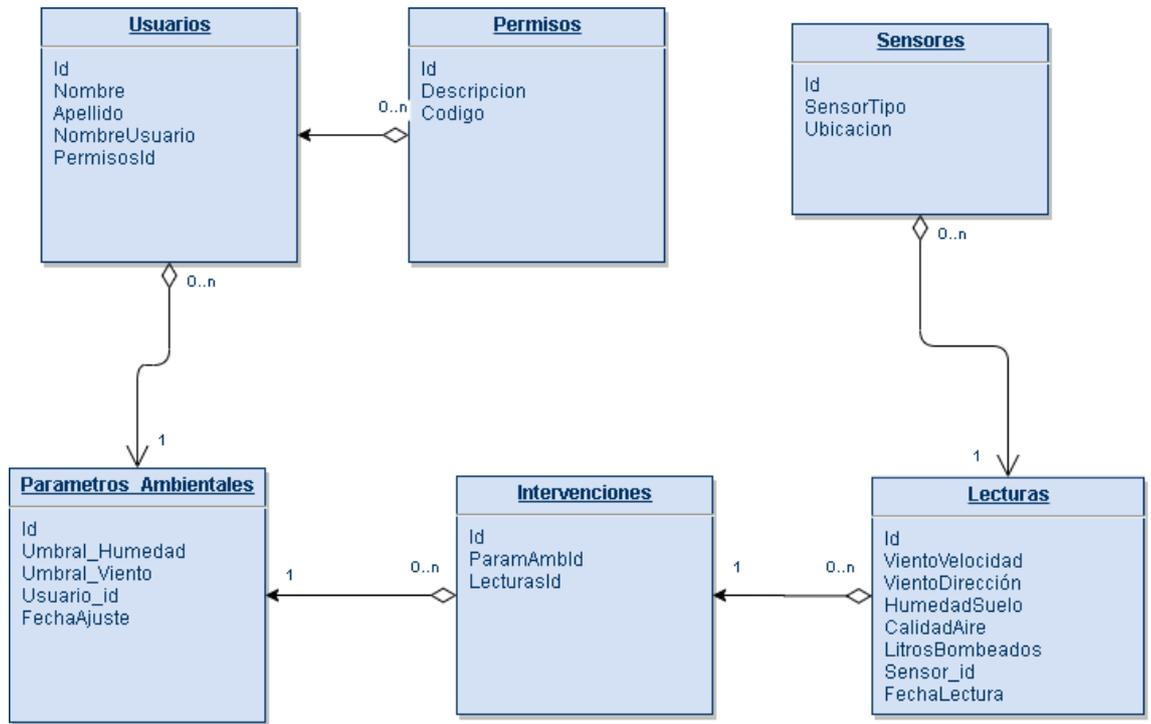 Usuarios
Id
Nombre
Apellido
NombreUsuario
PermisosId
0..n
Permisos
Id
Descripcion
Codigo
Sensores
Id
SensorTipo
Ubicacion
0..n
0..n
1
1
Parametros_Ambientales
Id
Umbral_Humedad
Umbral_Viento
Usuario_id
FechaAjuste
1
0..n
Intervenciones
Id
ParamAmbId
LecturasId
1
0..n
Lecturas
Id
VientoVelocidad
VientoDirección
HumedadSuelo
CalidadAire
LitrosBombeados
Sensor_id
FechaLectura